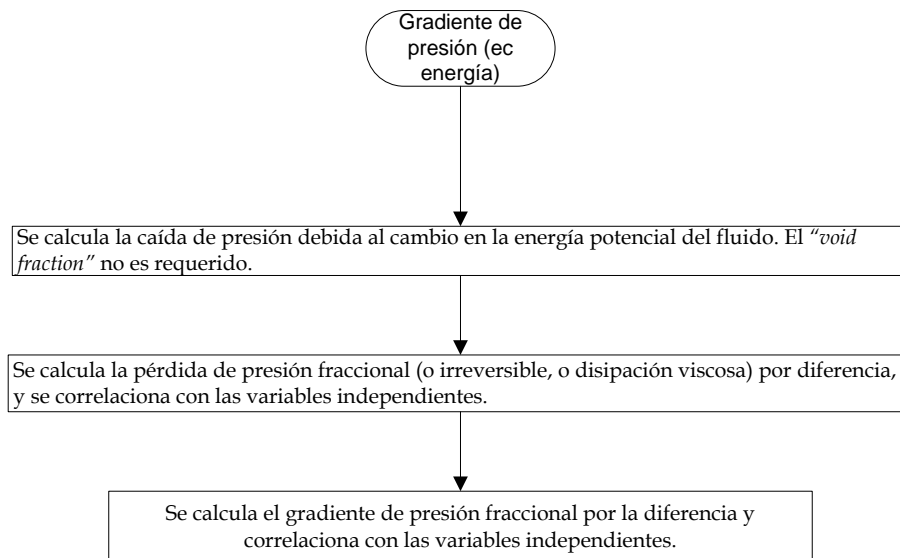 Gradiente de
presión (ec
energía)
Se calcula la caída de presión debida al cambio en la energía potencial del fluido. El “void
fraction” no es requerido.
Se calcula la pérdida de presión fraccional (o irreversible, o disipación viscosa) por diferencia,
y se correlaciona con las variables independientes.
Se calcula el gradiente de presión fraccional por la diferencia y
correlaciona con las variables independientes.